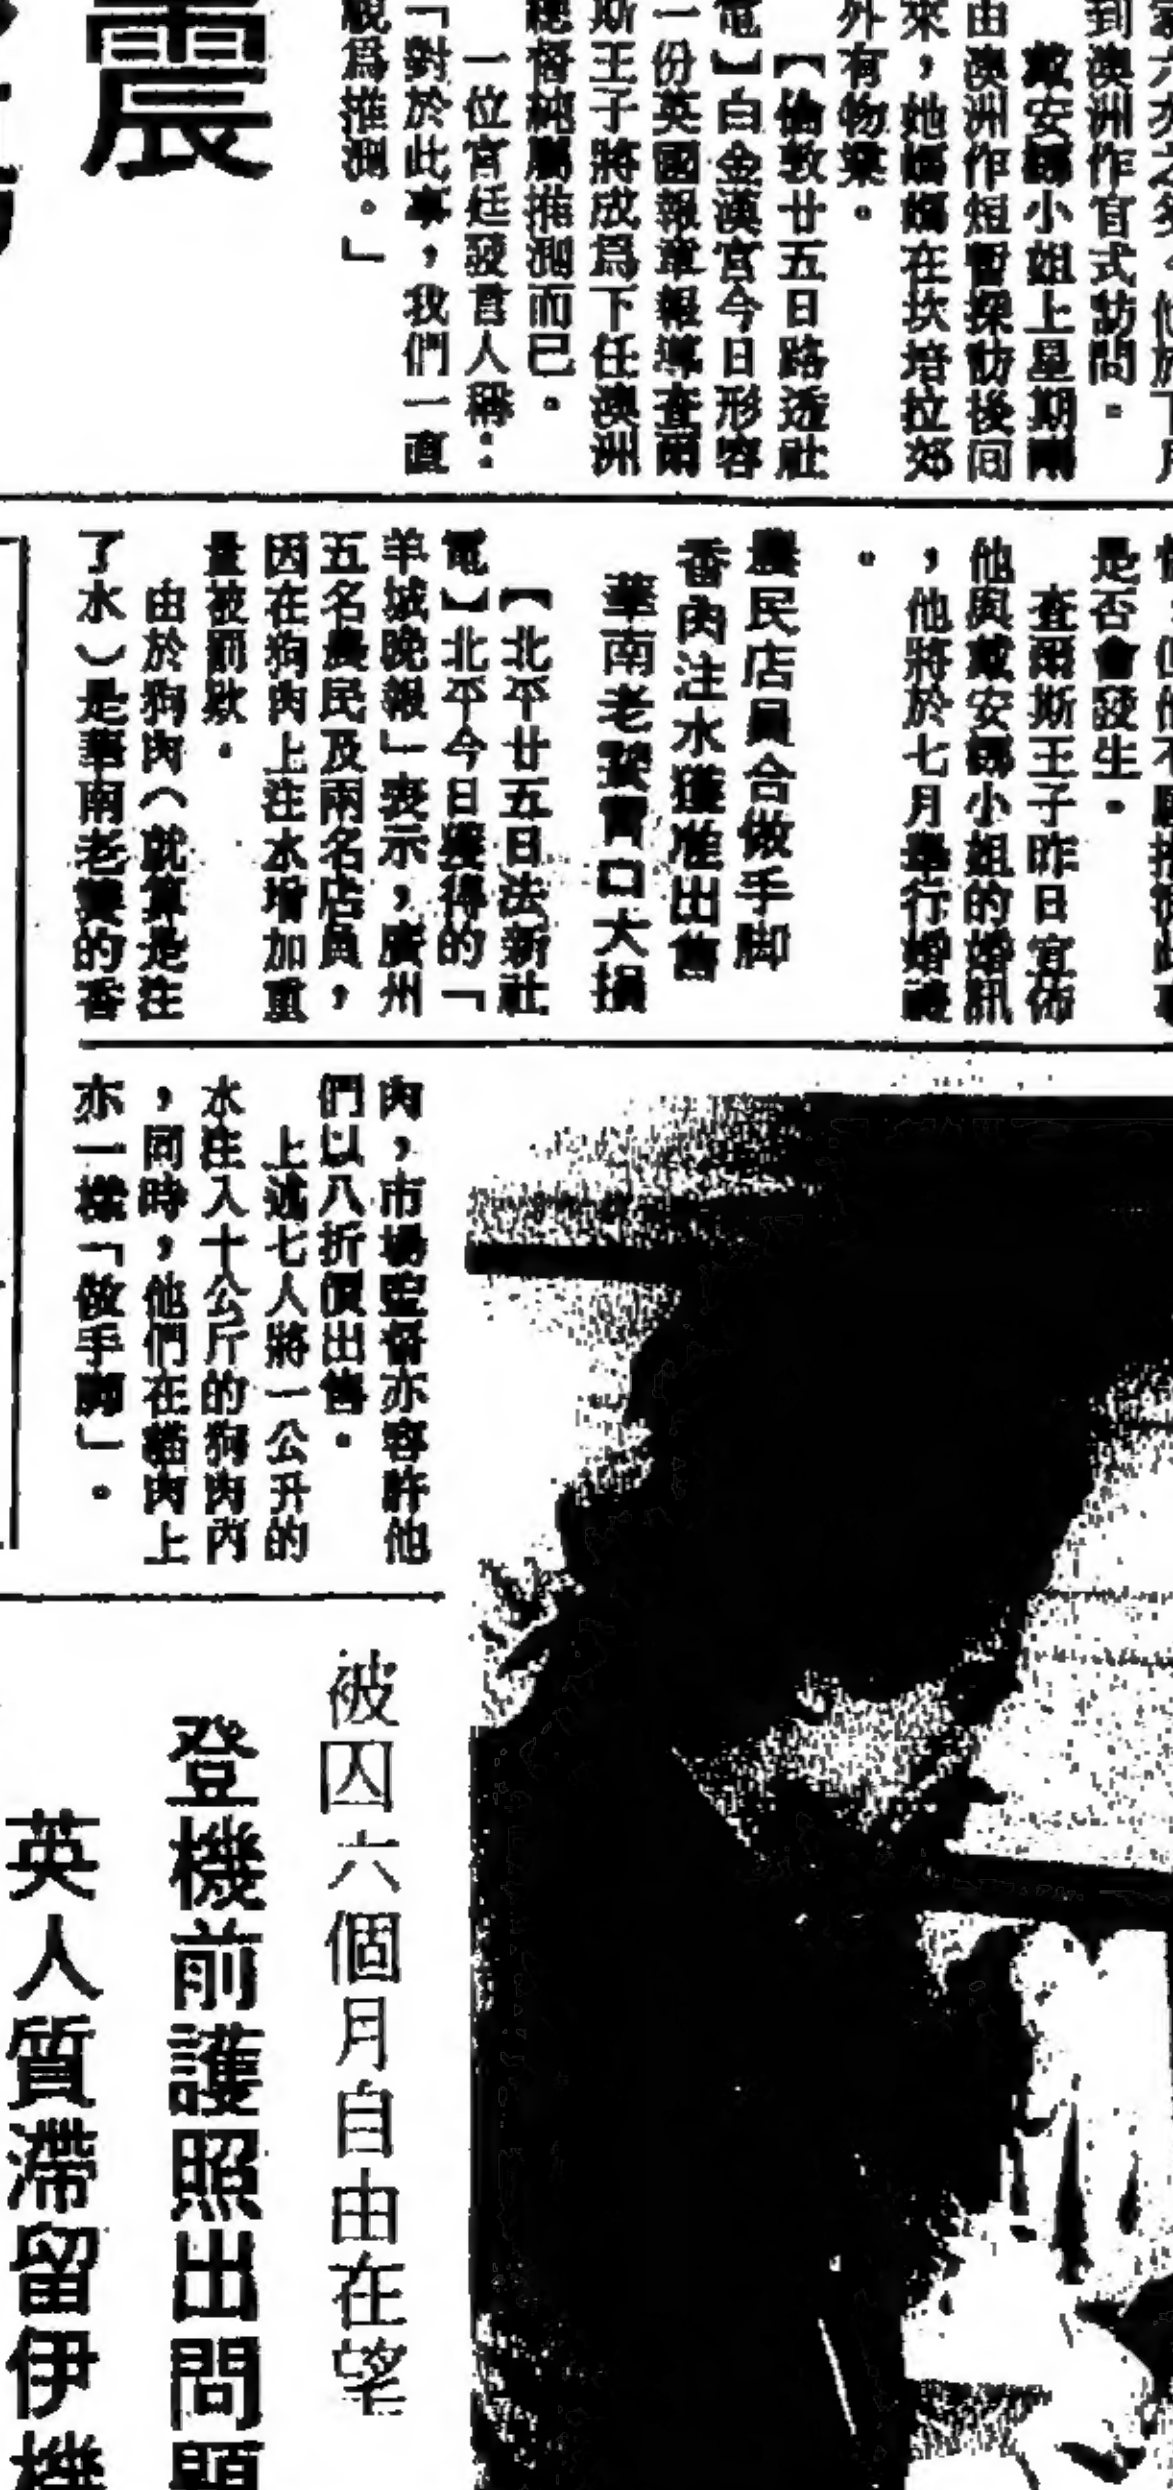 到澳洲作官式訪問。
戴安娜小姐上星期剛
由澳洲作短暫探訪後回
來，她媽媽在坎培拉郊
外有物業。
【倫敦廿五日路透社
電】白金漢宮今日形容
一份英國報章報導查爾
斯王子將成為下任澳洲
總督純屬推測而已。
一位宮廷發言人稱：
「對於此事，我們一直
視為推測。」
震
是否會發生。
查爾斯王子昨日宣佈
他與戴安娜小姐的婚訊
，他將於七月舉行婚禮
。
農民店員合做手腳
香肉注水獲准出售
華南老饕胃口大損
【北平廿五日法新社
電】北平今日獲得的「
羊城晚報」表示，廣州
五名農民及兩名店員，
因在狗肉上注水增加重
量被罰欵。
由於狗肉（就算是注
了水）是華南老饕的香
肉，市場監督亦容許他
們以八折價出售。
上述七人將一公升的
水注入十公斤的狗肉內
，同時，他們在貓肉上
亦一樣「做手腳」。
被囚六個月自由在望
登機前護照出問題
英人質滯留伊機